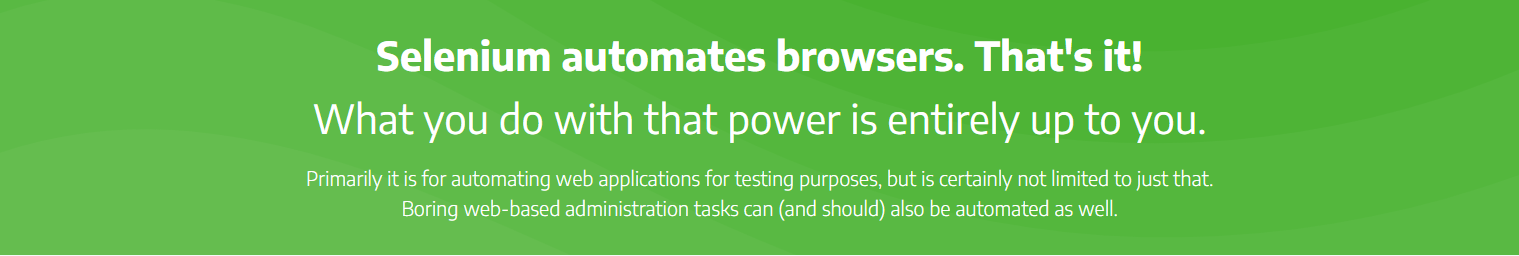 Selenium automates browsers. That's it!
What you do with that power is entirely up to you.
Primarily it is for automating web applications for testing purposes, but is certainly not limited to just that.
Boring web-based administration tasks can (and should) also be automated as well.